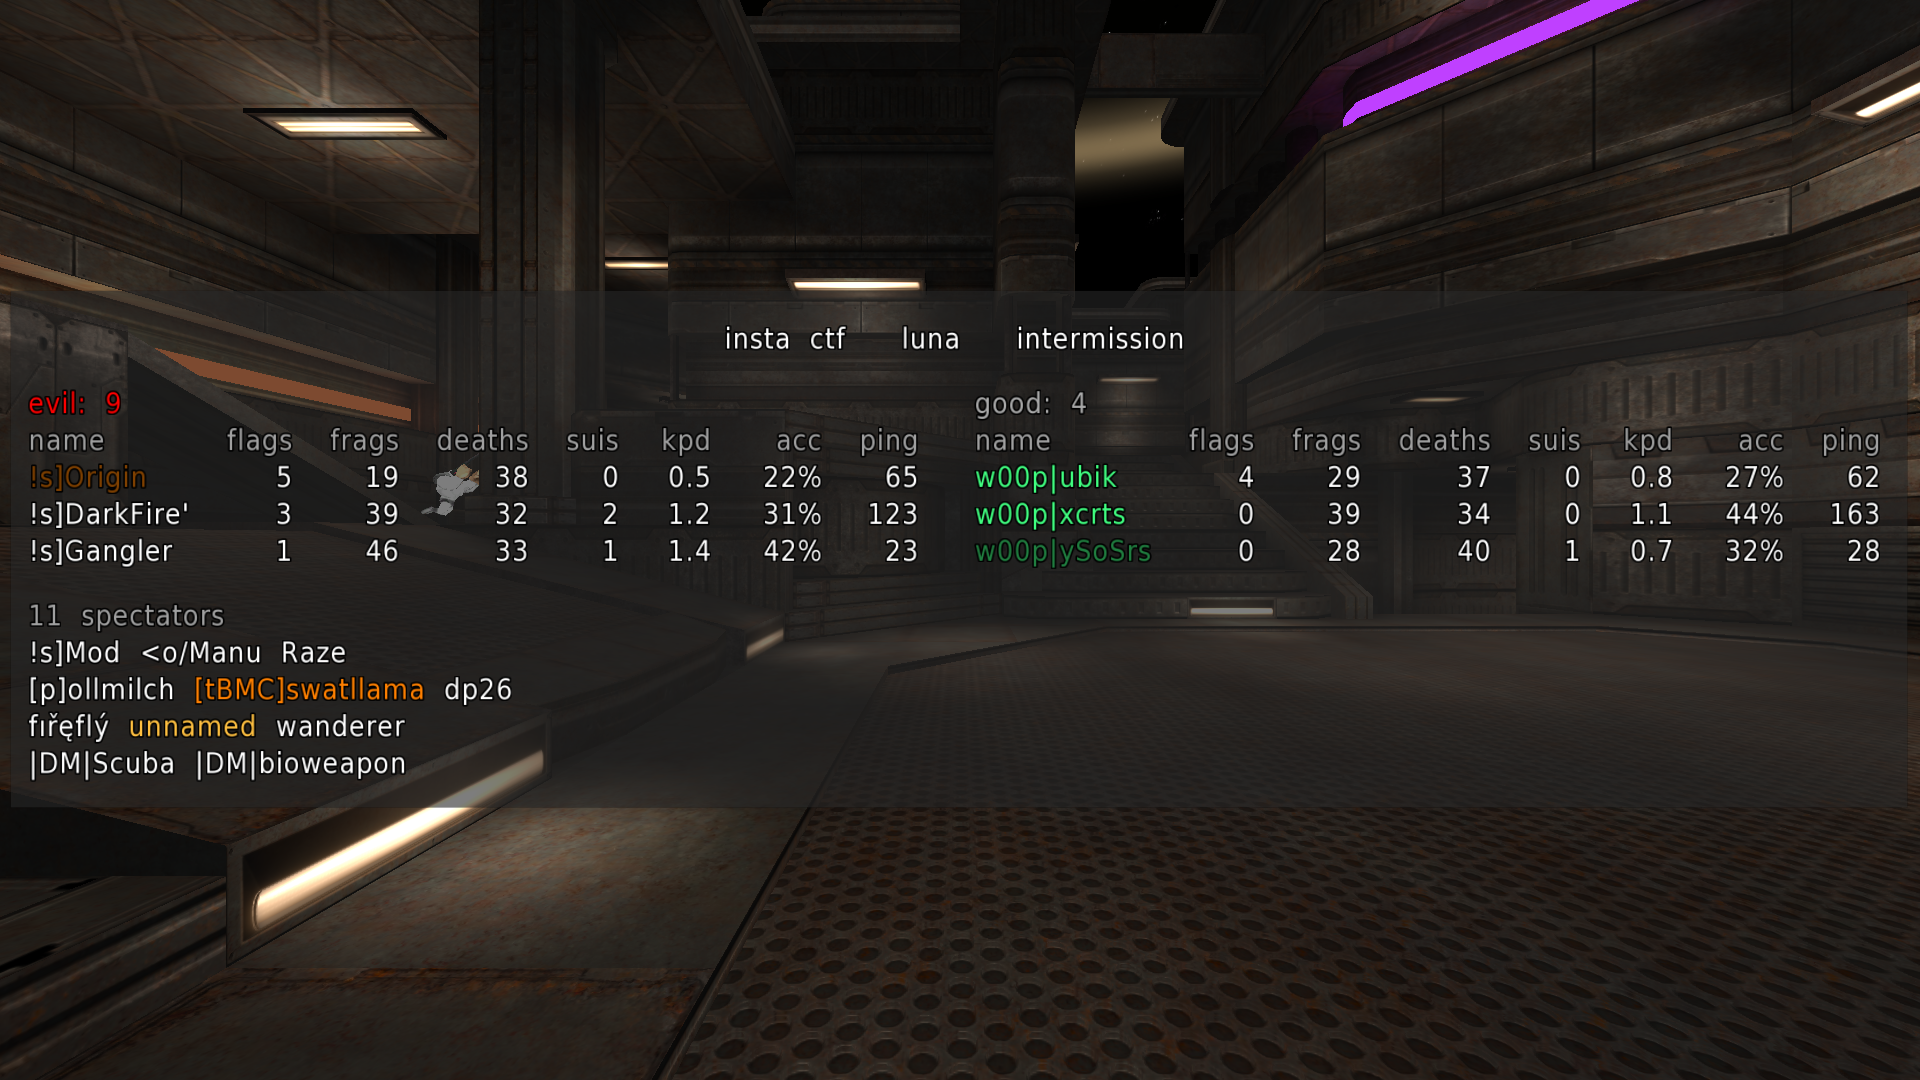 insta ctf luna intermission
evil: 9
name flags frags deaths suis kpd acc ping
!s]Origin 5 19 38 0 0.5 22% 65
!s]DarkFire' 3 39 32 2 1.2 31% 123
!s]Gangler 1 46 33 1 1.4 42% 23
good: 4
name flags frags deaths suis kpd acc ping
w00p|ubik 4 29 37 0 0.8 27% 62
w00p|xcrts 0 39 34 0 1.1 44% 163
w00p|ySoSrs 0 28 40 1 0.7 32% 28
11 spectators
!s]Mod <o/Manu Raze
[p]ollmilch [tBMC]swatllama dp26
fıřęflý unnamed wanderer
|DM|Scuba |DM|bioweapon